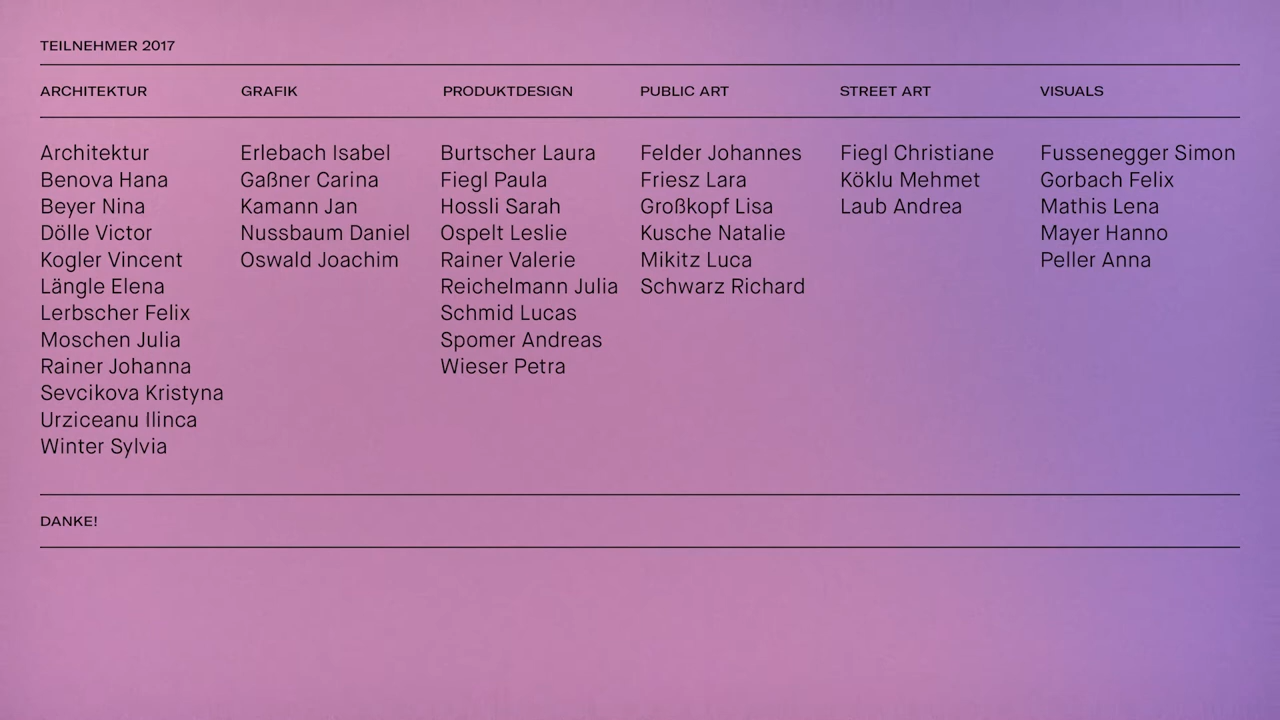 TEILNEHMER 2017
ARCHITEKTUR
GRAFIK
PRODUKTDESIGN
PUBLIC ART
STREET ART
VISUALS
Architektur
Benova Hana
Beyer Nina
Dölle Victor
Kogler Vincent
Längle Elena
Lerbscher Felix
Moschen Julia
Rainer Johanna
Sevcikova Kristyna
Urziceanu Ilinca
Winter Sylvia
Erlebach Isabel
Gaßner Carina
Kamann Jan
Nussbaum Daniel
Oswald Joachim
Burtscher Laura
Fiegl Paula
Hossli Sarah
Ospelt Leslie
Rainer Valerie
Reichelmann Julia
Schmid Lucas
Spomer Andreas
Wieser Petra
Felder Johannes
Friesz Lara
Großkopf Lisa
Kusche Natalie
Mikitz Luca
Schwarz Richard
Fiegl Christiane
Köklu Mehmet
Laub Andrea
Fussenegger Simon
Gorbach Felix
Mathis Lena
Mayer Hanno
Peller Anna
DANKE!